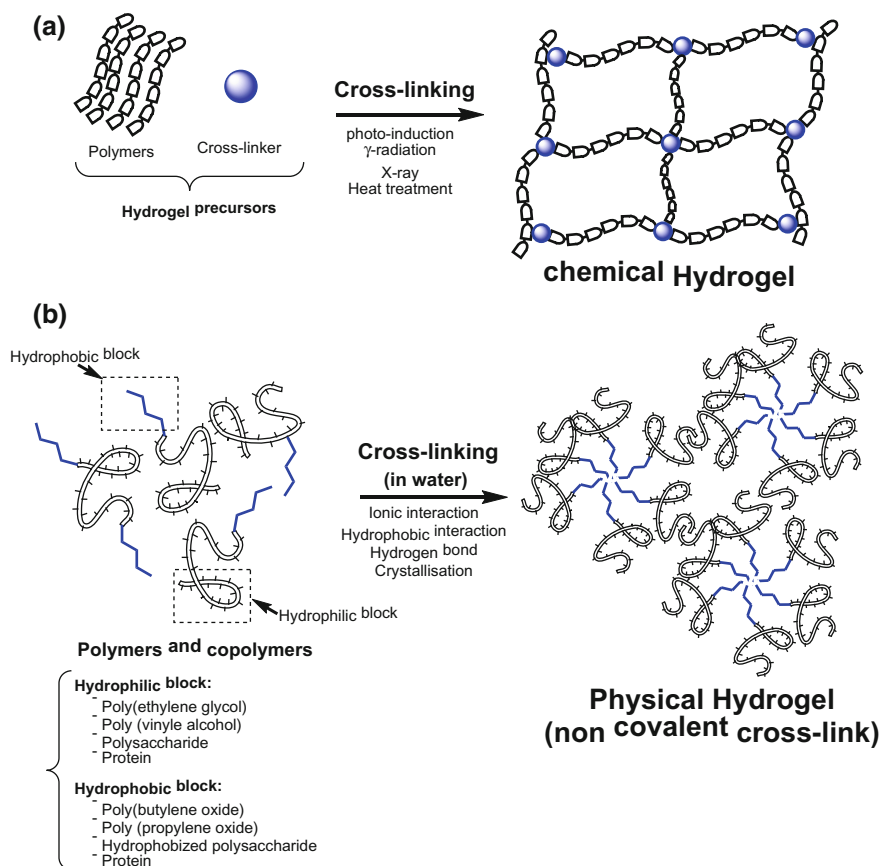 (a)
Polymers
Cross-linker
Hydrogel precursors
Cross-linking
photo-induction
γ-radiation
X-ray
Heat treatment
chemical Hydrogel
(b)
Hydrophobic block
Hydrophilic block
Polymers and copolymers
Hydrophilic block:
- Poly(ethylene glycol)
- Poly (vinyle alcohol)
- Polysaccharide
- Protein
Hydrophobic block:
- Poly(butylene oxide)
- Poly (propylene oxide)
- Hydrophobized polysaccharide
- Protein
Cross-linking
(in water)
Ionic interaction
Hydrophobic interaction
Hydrogen bond
Crystallisation
Physical Hydrogel
(non covalent cross-link)